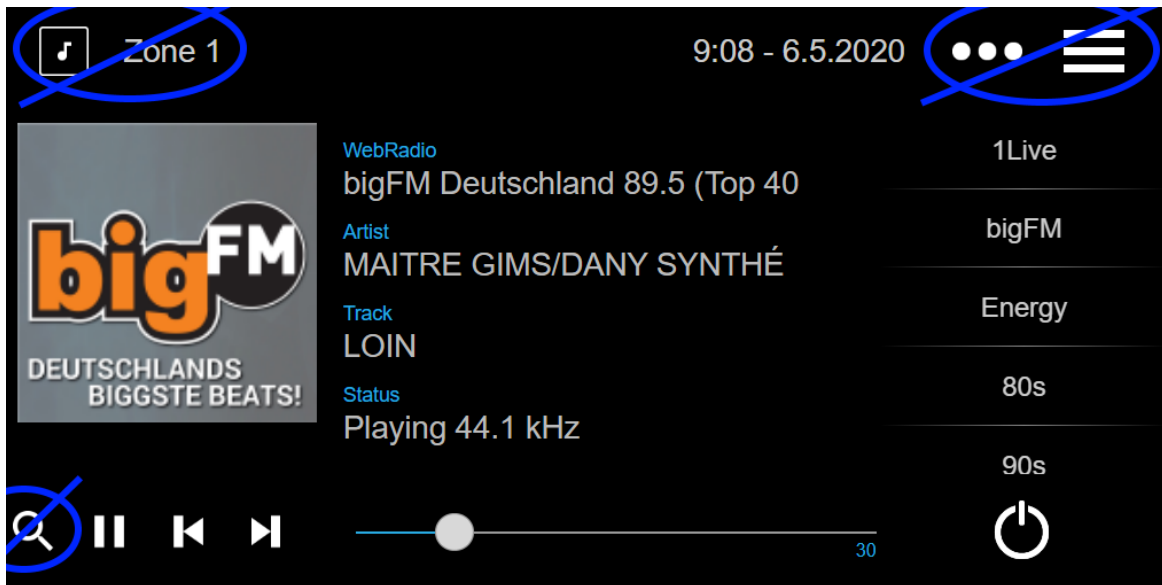 Zone 1
9:08 - 6.5.2020
bigFM
DEUTSCHLANDS
BIGGSTE BEATS!
WebRadio
bigFM Deutschland 89.5 (Top 40
Artist
MAITRE GIMS/DANY SYNTHÉ
Track
LOIN
Status
Playing 44.1 kHz
1Live
bigFM
Energy
80s
90s
30